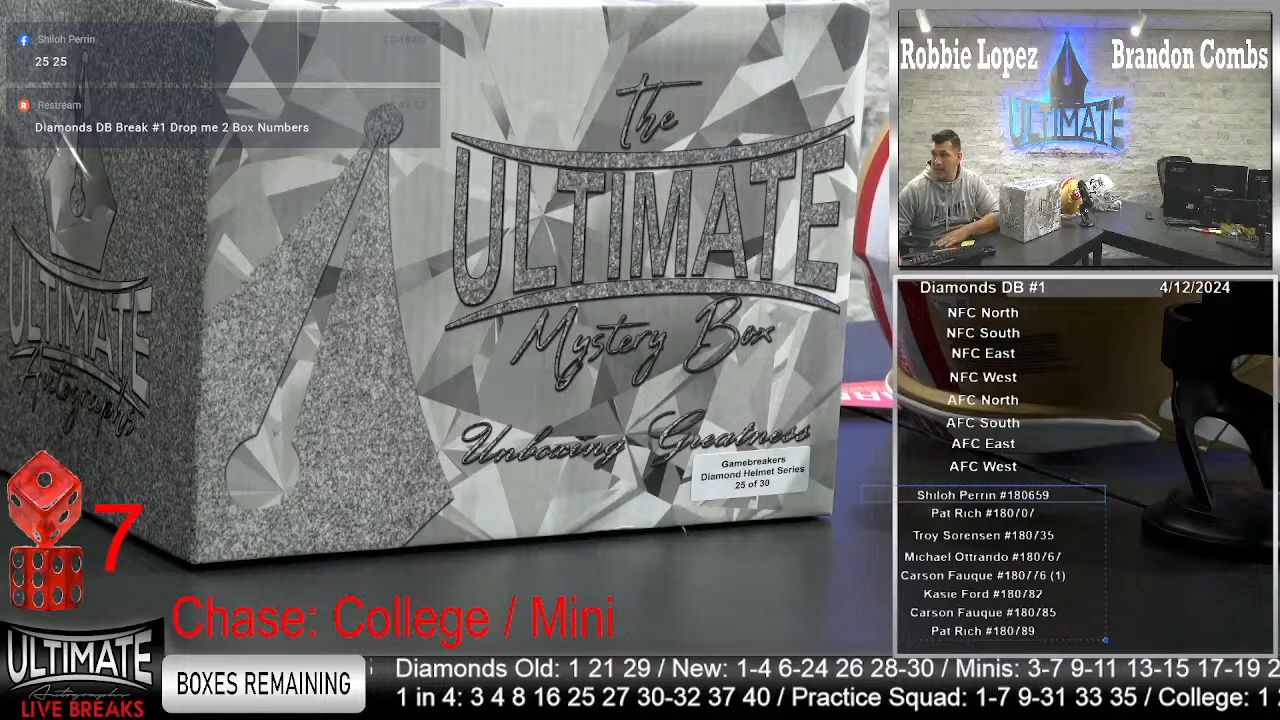 Shiloh Perrin
25 25
Restream
Diamonds DB Break #1 Drop me 2 Box Numbers
The
ULTIMATE
Mystery Box
Unboxing Greatness
Gamebreakers
Diamond Helmet Series
25 of 30
ULTIMATE
Autographs
Robbie Lopez
Brandon Combs
ULTIMATE
Diamonds DB #1 4/12/2024
NFC North
NFC South
NFC East
NFC West
AFC North
AFC South
AFC East
AFC West
Shiloh Perrin #180659
Pat Rich #180707
Troy Sorensen #180735
Michael Ottrando #180767
Carson Fauque #180776 (1)
Kasie Ford #180782
Carson Fauque #180785
Pat Rich #180789
7
Chase: College / Mini
ULTIMATE
Autographs
LIVE BREAKS
BOXES REMAINING
Diamonds Old: 1 21 29 / New: 1-4 6-24 26 28-30 / Minis: 3-7 9-11 13-15 17-19 2
1 in 4: 3 4 8 16 25 27 30-32 37 40 / Practice Squad: 1-7 9-31 33 35 / College: 1